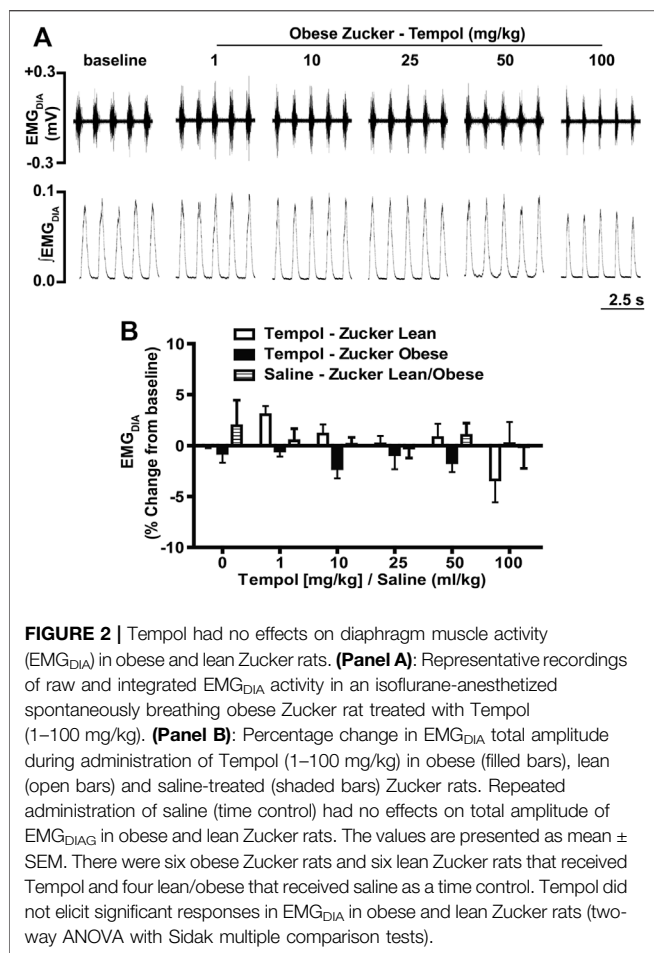 A
Obese Zucker - Tempol (mg/kg)
baseline 1 10 25 50 100
+0.3
EMGDIA
(mV)
-0.3
0.1
∫EMGDIA
0.0
2.5 s
B
Tempol - Zucker Lean
Tempol - Zucker Obese
Saline - Zucker Lean/Obese
EMGDIA
(% Change from baseline)
10
5
0
-5
-10
0 1 10 25 50 100
Tempol [mg/kg] / Saline (ml/kg)
FIGURE 2 | Tempol had no effects on diaphragm muscle activity
(EMGDIA) in obese and lean Zucker rats. (Panel A): Representative recordings
of raw and integrated EMGDIA activity in an isoflurane-anesthetized
spontaneously breathing obese Zucker rat treated with Tempol
(1–100 mg/kg). (Panel B): Percentage change in EMGDIA total amplitude
during administration of Tempol (1–100 mg/kg) in obese (filled bars), lean
(open bars) and saline-treated (shaded bars) Zucker rats. Repeated
administration of saline (time control) had no effects on total amplitude of
EMGDIAG in obese and lean Zucker rats. The values are presented as mean ±
SEM. There were six obese Zucker rats and six lean Zucker rats that received
Tempol and four lean/obese that received saline as a time control. Tempol did
not elicit significant responses in EMGDIA in obese and lean Zucker rats (two-
way ANOVA with Sidak multiple comparison tests).